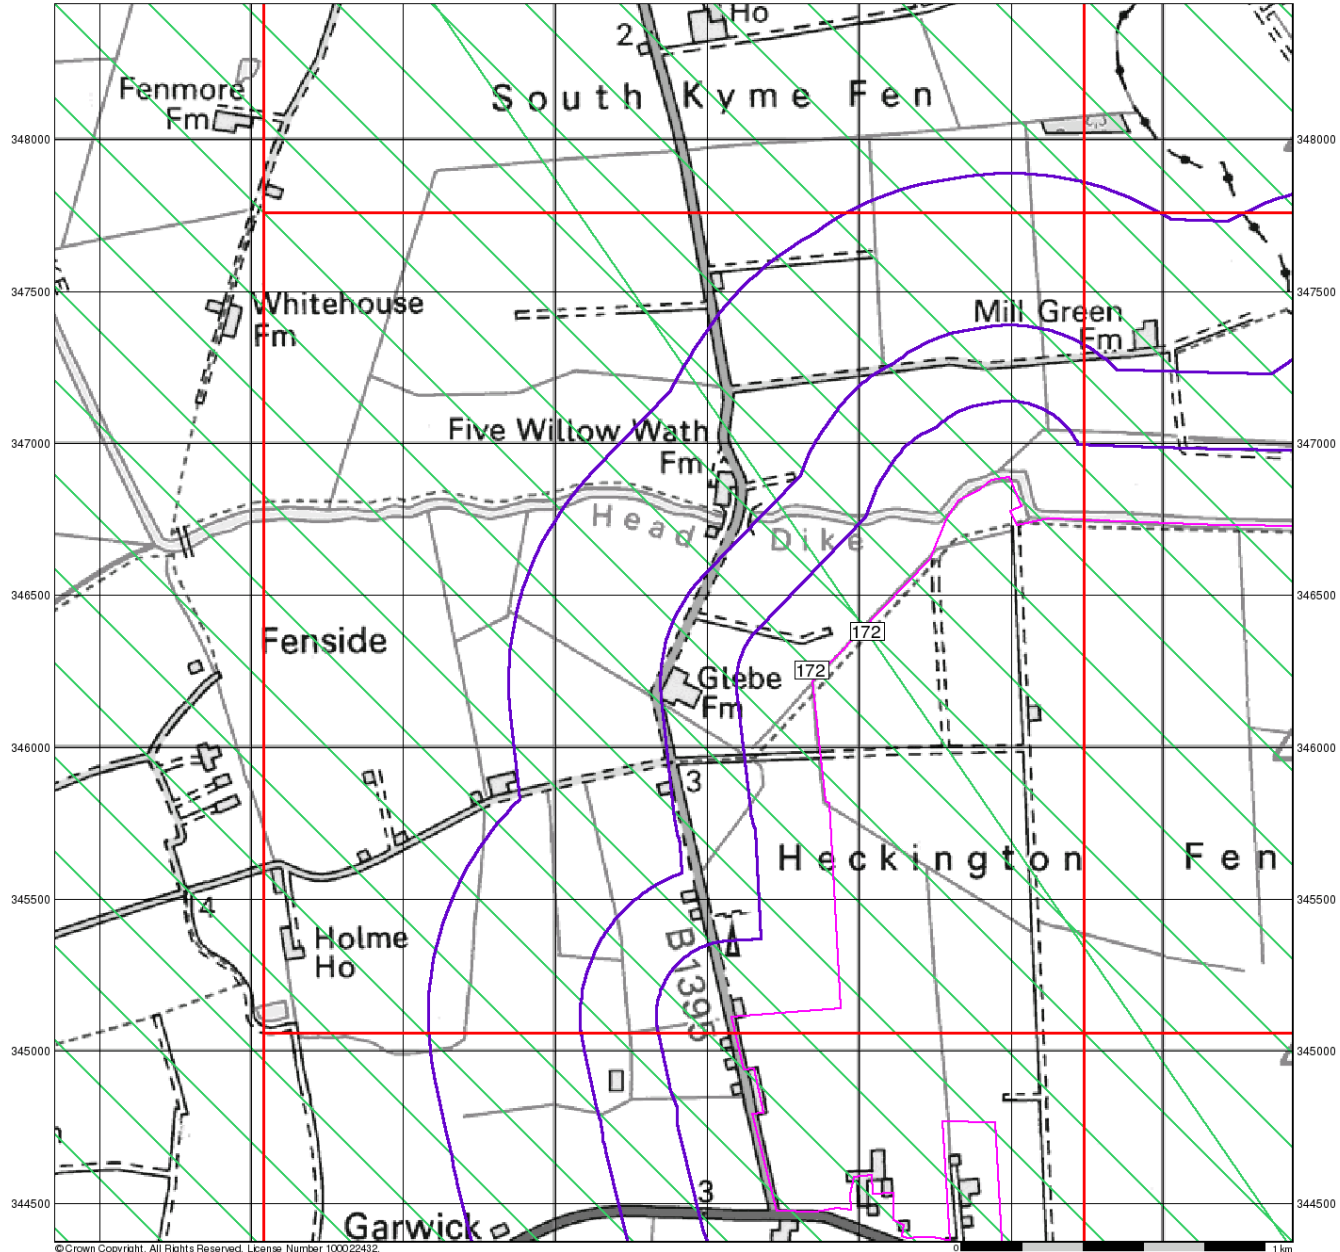 Ho
2
Fenmore
Fm
South Kyme Fen
348000
348000
347500
347500
Whitehouse
Fm
Mill Green
Fm
Five Willow Wath
Fm
347000
347000
Head Dike
346500
346500
172
Fenside
172
Glebe
Fm
346000
346000
3
Heckington Fen
345500
345500
4
Holme
Ho
B 1395
345000
345000
344500
344500
3
Garwick
© Crown Copyright. All Rights Reserved. License Number 100022432.
0
1 km